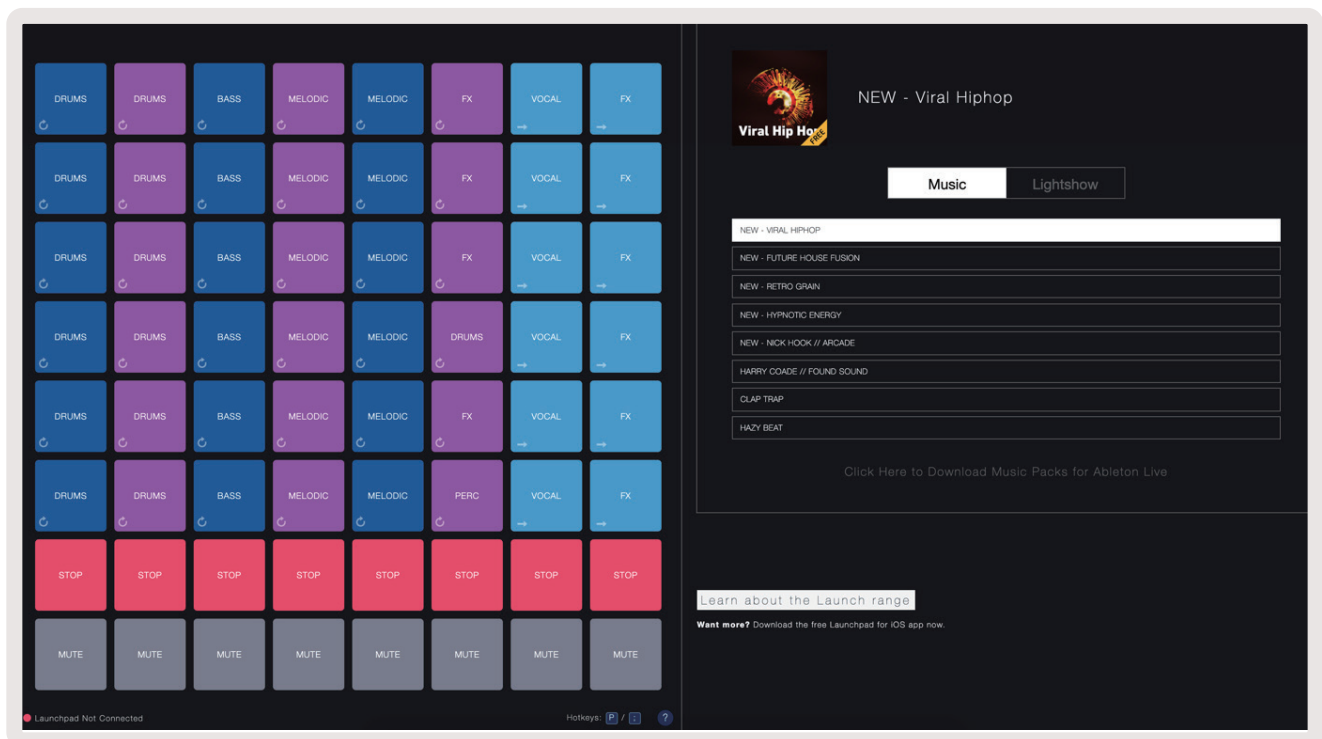 DRUMS DRUMS BASS MELODIC MELODIC FX VOCAL FX
DRUMS DRUMS BASS MELODIC MELODIC FX VOCAL FX
DRUMS DRUMS BASS MELODIC MELODIC FX VOCAL FX
DRUMS DRUMS BASS MELODIC MELODIC DRUMS VOCAL FX
DRUMS DRUMS BASS MELODIC MELODIC FX VOCAL FX
DRUMS DRUMS BASS MELODIC MELODIC PERC VOCAL FX
STOP STOP STOP STOP STOP STOP STOP STOP
MUTE MUTE MUTE MUTE MUTE MUTE MUTE MUTE
Launchpad Not Connected
Hotkeys: P / ; ?
Viral Hip Hop
FREE
NEW - Viral Hiphop
Music Lightshow
NEW - VIRAL HIPHOP
NEW - FUTURE HOUSE FUSION
NEW - RETRO GRAIN
NEW - HYPNOTIC ENERGY
NEW - NICK HOOK // ARCADE
HARRY COADE // FOUND SOUND
CLAP TRAP
HAZY BEAT
Click Here to Download Music Packs for Ableton Live
Learn about the Launch range
Want more? Download the free Launchpad for iOS app now.